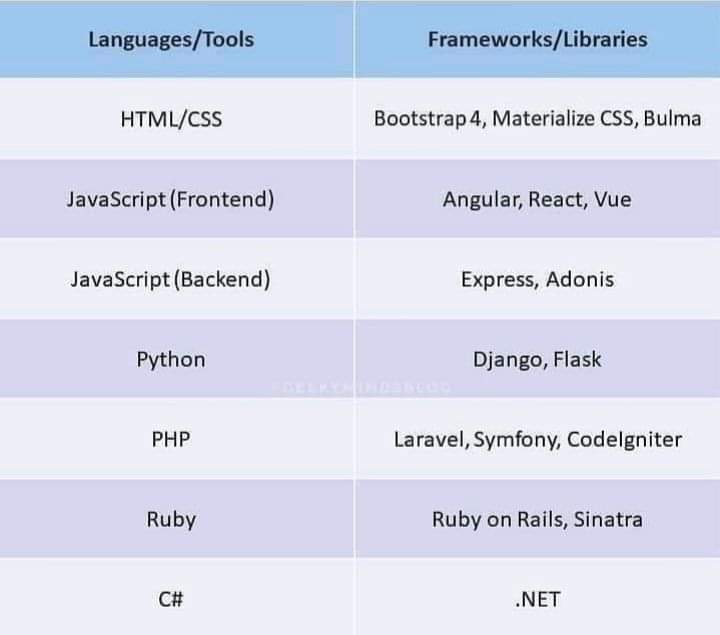 Languages/Tools Frameworks/Libraries
HTML/CSS Bootstrap 4, Materialize CSS, Bulma
JavaScript (Frontend) Angular, React, Vue
JavaScript (Backend) Express, Adonis
Python Django, Flask
GEEKYMINDSBLOG
PHP Laravel, Symfony, CodeIgniter
Ruby Ruby on Rails, Sinatra
C# .NET